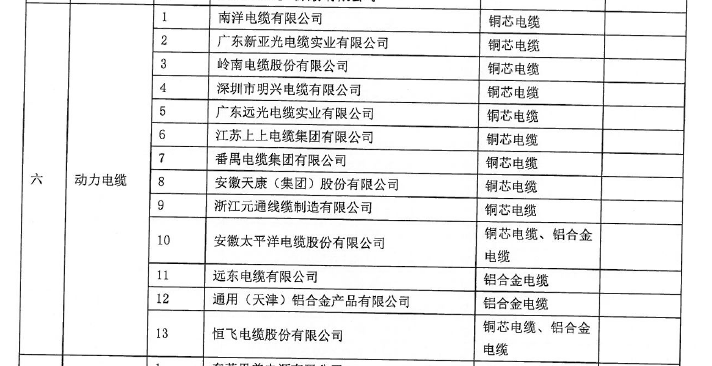 1 南洋电缆有限公司 铜芯电缆
2 广东新亚光电缆实业有限公司 铜芯电缆
3 岭南电缆股份有限公司 铜芯电缆
4 深圳市明兴电缆有限公司 铜芯电缆
5 广东远光电缆实业有限公司 铜芯电缆
6 江苏上上电缆集团有限公司 铜芯电缆
7 番禺电缆集团有限公司 铜芯电缆
六 动力电缆 8 安徽天康（集团）股份有限公司 铜芯电缆
9 浙江元通线缆制造有限公司 铜芯电缆
10 安徽太平洋电缆股份有限公司 铜芯电缆、铝合金
电缆
11 远东电缆有限公司 铝合金电缆
12 通用（天津）铝合金产品有限公司 铝合金电缆
13 恒飞电缆股份有限公司 铜芯电缆、铝合金
电缆